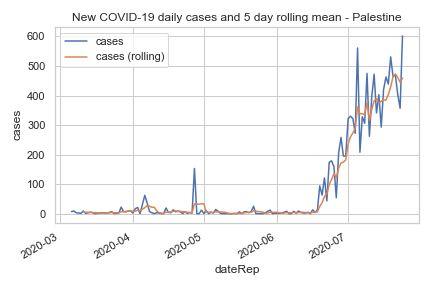 New COVID-19 daily cases and 5 day rolling mean - Palestine
cases
cases (rolling)
600
500
400
300
200
100
0
cases
2020-03
2020-04
2020-05
2020-06
2020-07
dateRep